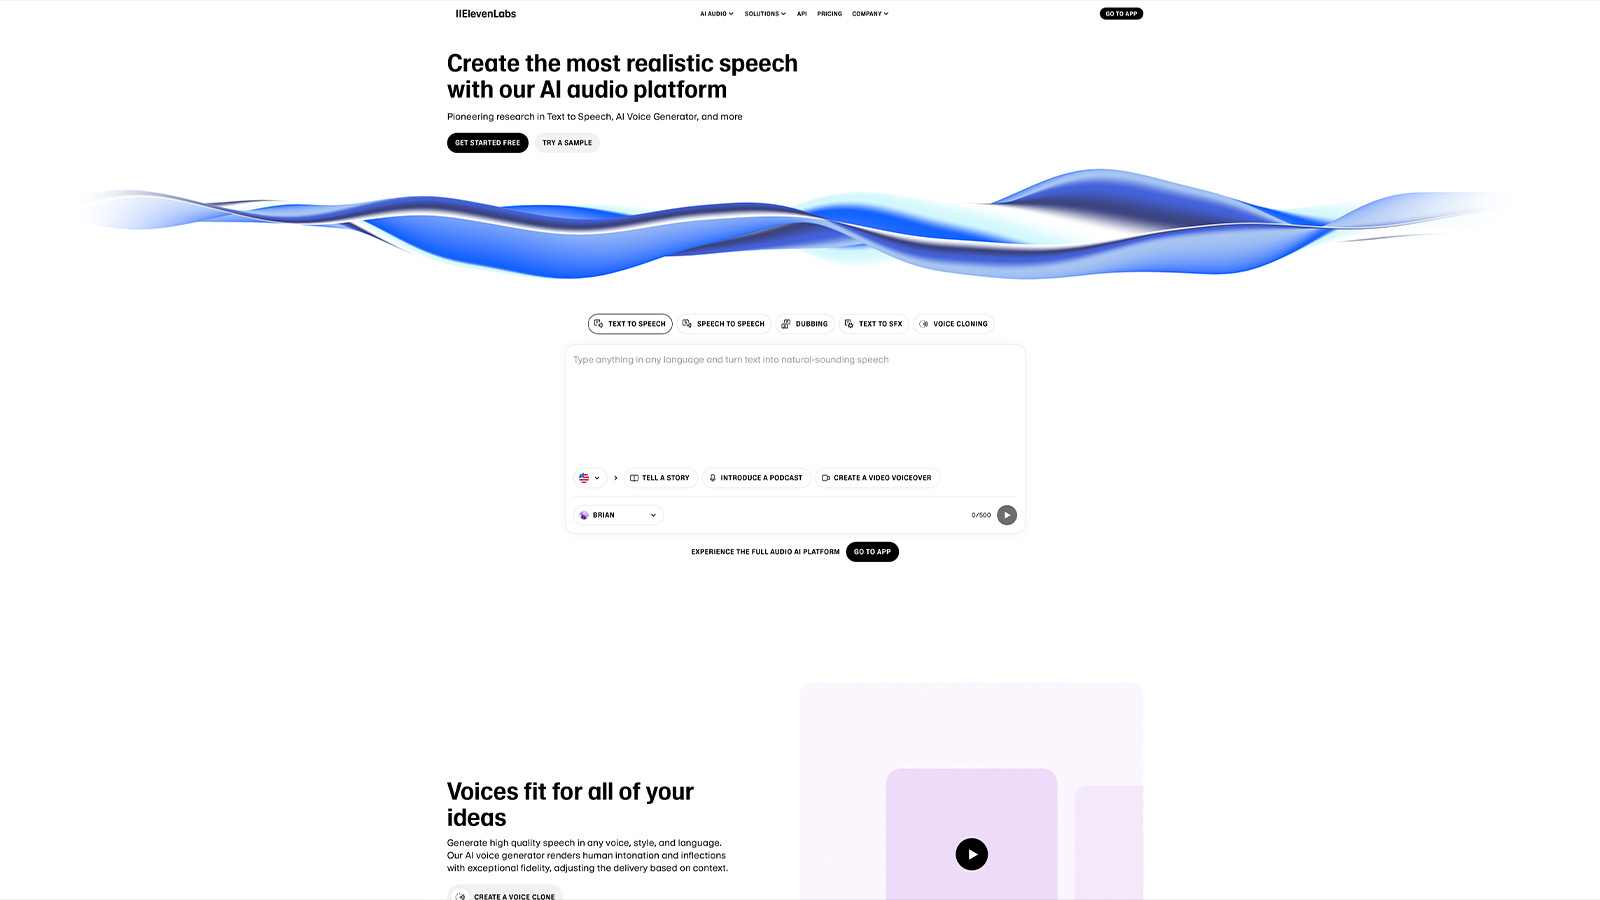 IIElevenLabs
AI AUDIO
SOLUTIONS
API
PRICING
COMPANY
GO TO APP
Create the most realistic speech
with our AI audio platform
Pioneering research in Text to Speech, AI Voice Generator, and more
GET STARTED FREE
TRY A SAMPLE
TEXT TO SPEECH
SPEECH TO SPEECH
DUBBING
TEXT TO SFX
VOICE CLONING
Type anything in any language and turn text into natural-sounding speech
TELL A STORY
INTRODUCE A PODCAST
CREATE A VIDEO VOICEOVER
BRIAN
0/500
EXPERIENCE THE FULL AUDIO AI PLATFORM
GO TO APP
Voices fit for all of your
ideas
Generate high quality speech in any voice, style, and language.
Our AI voice generator renders human intonation and inflections
with exceptional fidelity, adjusting the delivery based on context.
CREATE A VOICE CLONE